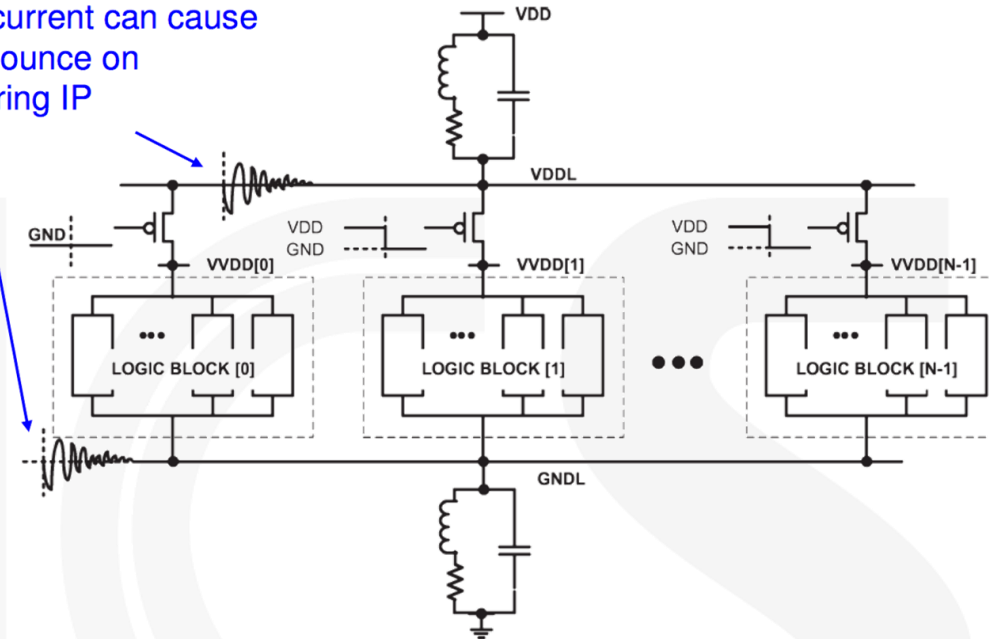 current can cause
ounce on
ring IP
VDD
VDDL
GND
VDD
GND
VDD
GND
VVDD[0]
VVDD[1]
VVDD[N-1]
LOGIC BLOCK [0]
LOGIC BLOCK [1]
LOGIC BLOCK [N-1]
GNDL